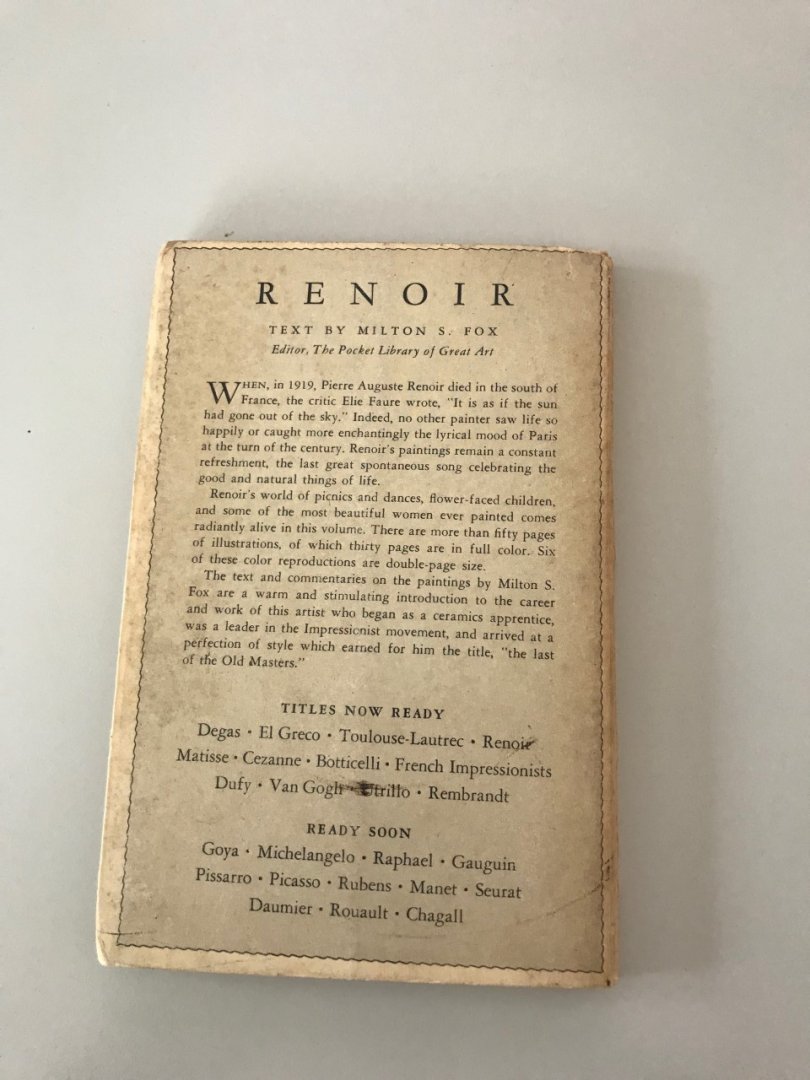 RENOIR
TEXT BY MILTON S. FOX
Editor, The Pocket Library of Great Art
WHEN, in 1919, Pierre Auguste Renoir died in the south of
France, the critic Elie Faure wrote, "It is as if the sun
had gone out of the sky." Indeed, no other painter saw life so
happily or caught more enchantingly the lyrical mood of Paris
at the turn of the century. Renoir's paintings remain a constant
refreshment, the last great spontaneous song celebrating the
good and natural things of life.
Renoir's world of picnics and dances, flower-faced children,
and some of the most beautiful women ever painted comes
radiantly alive in this volume. There are more than fifty pages
of illustrations, of which thirty pages are in full color. Six
of these color reproductions are double-page size.
The text and commentaries on the paintings by Milton S.
Fox are a warm and stimulating introduction to the career
and work of this artist who began as a ceramics apprentice,
was a leader in the Impressionist movement, and arrived at a
perfection of style which earned for him the title, "the last
of the Old Masters."
TITLES NOW READY
Degas • El Greco • Toulouse-Lautrec • Renoir
Matisse • Cezanne • Botticelli • French Impressionists
Dufy • Van Gogh • Utrillo • Rembrandt
READY SOON
Goya • Michelangelo • Raphael • Gauguin
Pissarro • Picasso • Rubens • Manet • Seurat
Daumier • Rouault • Chagall